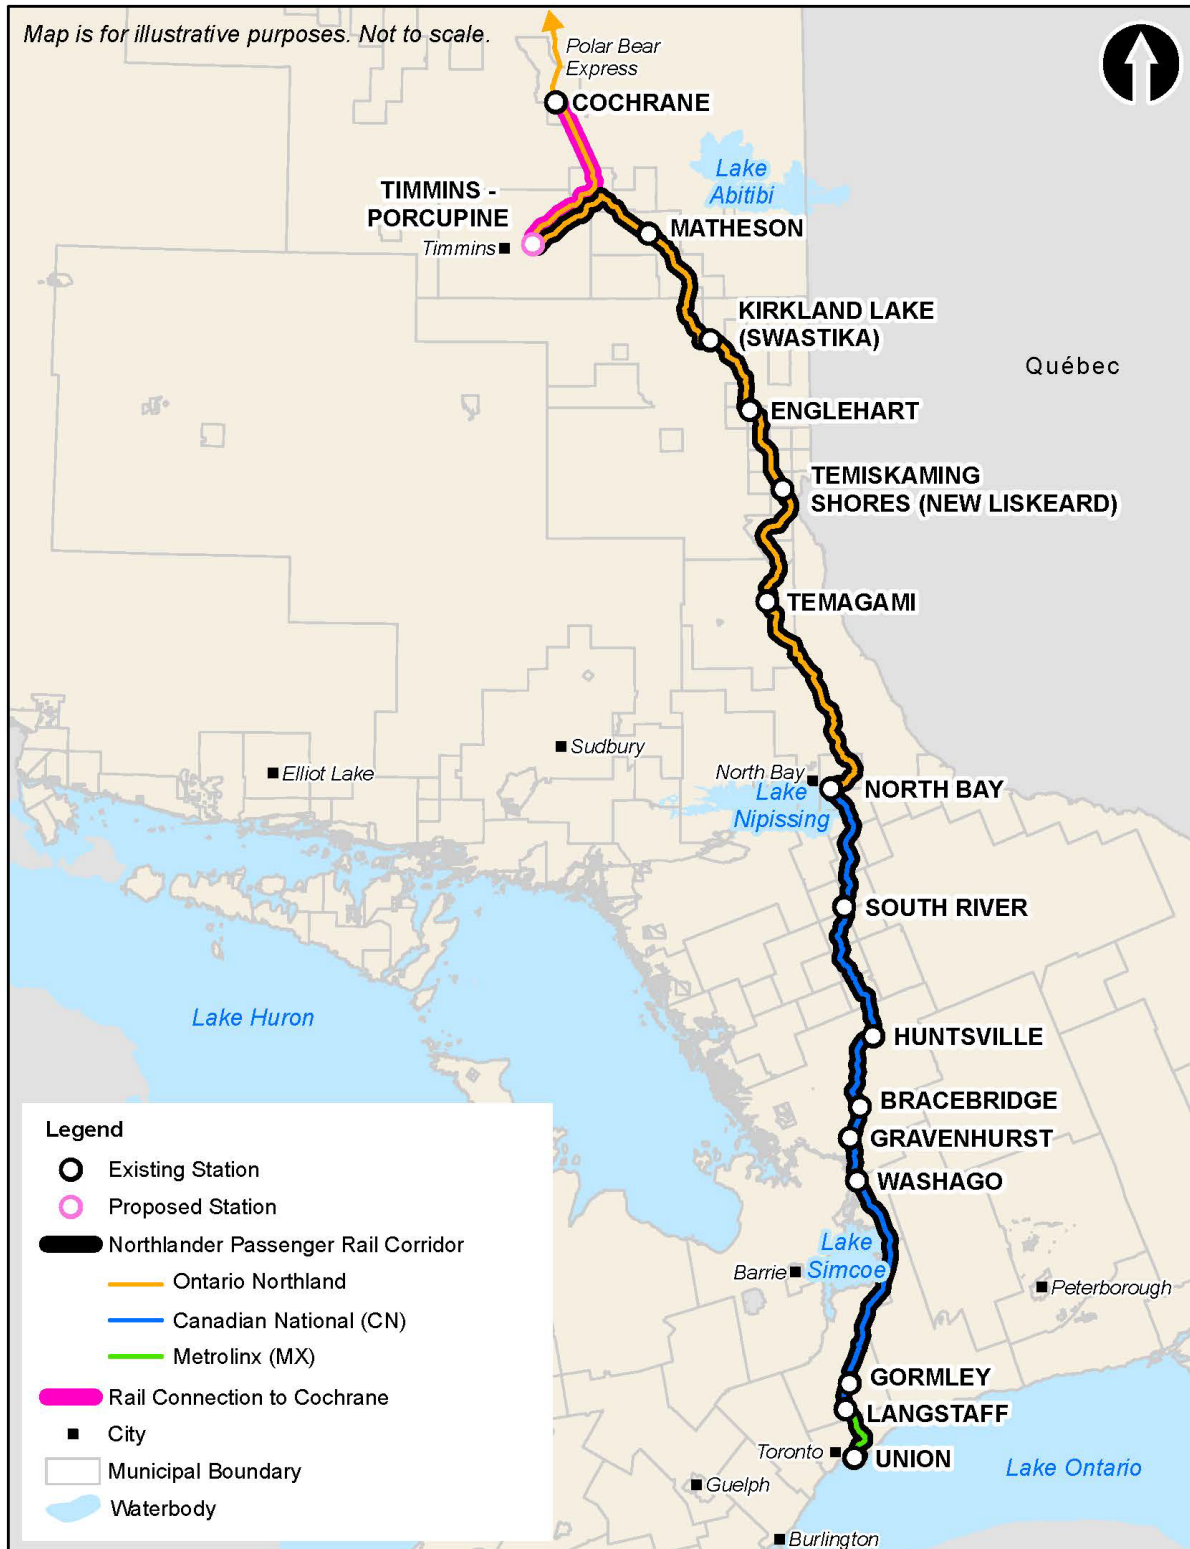 Map is for illustrative purposes. Not to scale.
Polar Bear
Express
COCHRANE
Lake
Abitibi
TIMMINS -
PORCUPINE
Timmins
MATHESON
KIRKLAND LAKE
(SWASTIKA)
Québec
ENGLEHART
TEMISKAMING
SHORES (NEW LISKEARD)
TEMAGAMI
Sudbury
Elliot Lake
North Bay
NORTH BAY
Lake
Nipissing
SOUTH RIVER
Lake Huron
HUNTSVILLE
BRACEBRIDGE
GRAVENHURST
WASHAGO
Lake
Simcoe
Barrie
Peterborough
GORMLEY
LANGSTAFF
Toronto
UNION
Lake Ontario
Guelph
Burlington
Legend
Existing Station
Proposed Station
Northlander Passenger Rail Corridor
Ontario Northland
Canadian National (CN)
Metrolinx (MX)
Rail Connection to Cochrane
City
Municipal Boundary
Waterbody